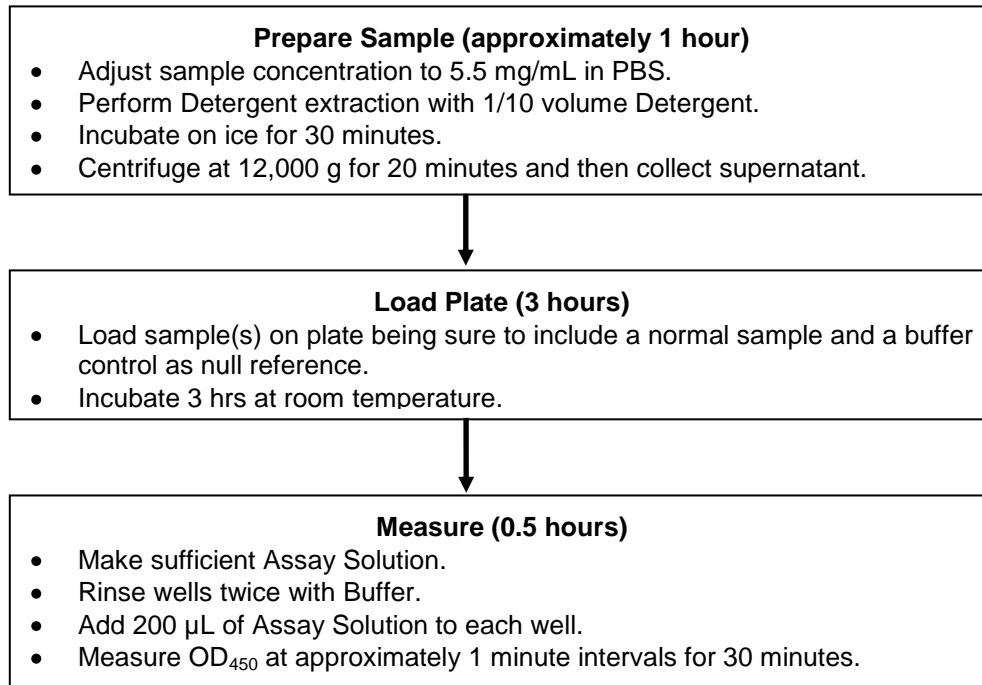 Prepare Sample (approximately 1 hour)
• Adjust sample concentration to 5.5 mg/mL in PBS.
• Perform Detergent extraction with 1/10 volume Detergent.
• Incubate on ice for 30 minutes.
• Centrifuge at 12,000 g for 20 minutes and then collect supernatant.
Load Plate (3 hours)
• Load sample(s) on plate being sure to include a normal sample and a buffer
control as null reference.
• Incubate 3 hrs at room temperature.
Measure (0.5 hours)
• Make sufficient Assay Solution.
• Rinse wells twice with Buffer.
• Add 200 µL of Assay Solution to each well.
• Measure OD₄₅₀ at approximately 1 minute intervals for 30 minutes.